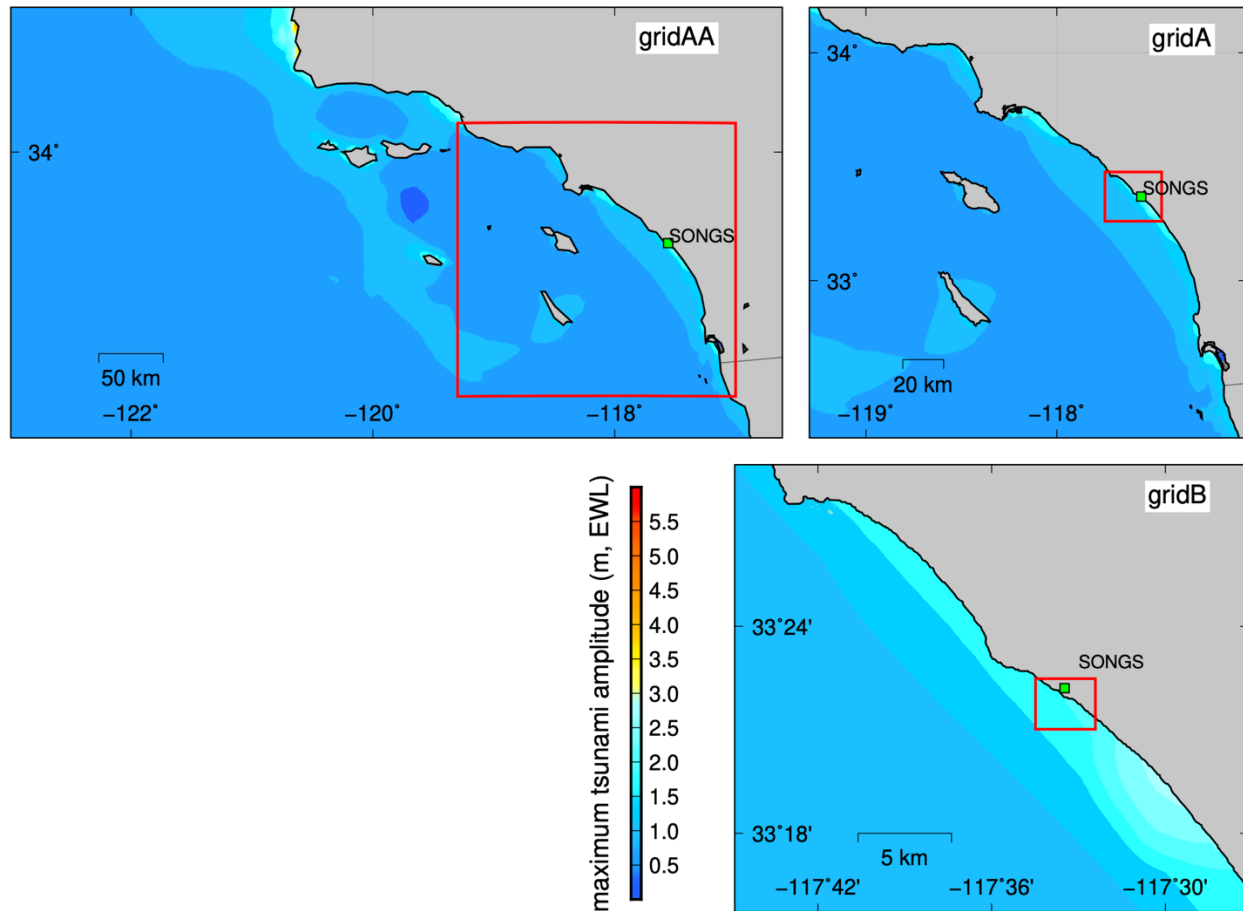 gridAA
34˚
SONGS
50 km
−122˚
−120˚
−118˚
gridA
34˚
SONGS
33˚
20 km
−119˚
−118˚
maximum tsunami amplitude (m, EWL)
5.5
5.0
4.5
4.0
3.5
3.0
2.5
2.0
1.5
1.0
0.5
gridB
33˚24'
SONGS
33˚18'
5 km
−117˚42'
−117˚36'
−117˚30'